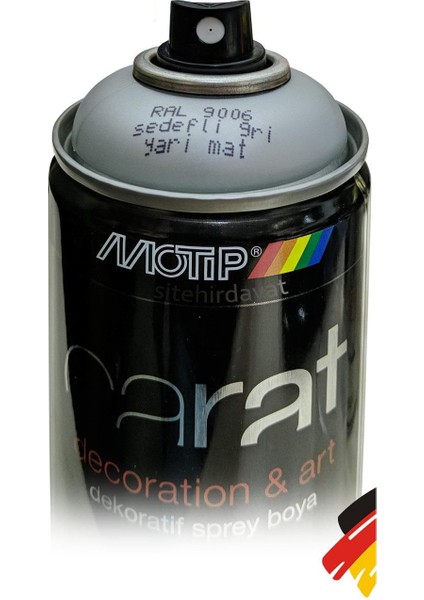 RAL 9006
sedefli gri
yari mat
MOTIP®
sitehirdavat
carat
decoration & art
dekoratif sprey boya